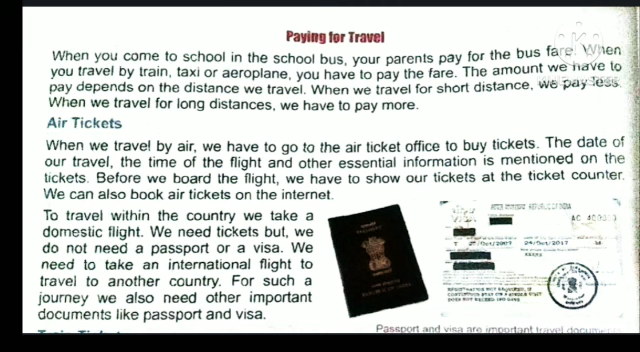 Paying for Travel
When you come to school in the school bus, your parents pay for the bus fare. When
you travel by train, taxi or aeroplane, you have to pay the fare. The amount we have to
pay depends on the distance we travel. When we travel for short distance, we pay less.
When we travel for long distances, we have to pay more.
Air Tickets
When we travel by air, we have to go to the air ticket office to buy tickets. The date of
our travel, the time of the flight and other essential information is mentioned on the
tickets. Before we board the flight, we have to show our tickets at the ticket counter.
We can also book air tickets on the internet.
To travel within the country we take a
domestic flight. We need tickets but, we
do not need a passport or a visa. We
need to take an international flight to
travel to another country. For such a
journey we also need other important
documents like passport and visa.
REPUBLIC OF INDIA
24/Oct/2017
Passport and visa are important travel